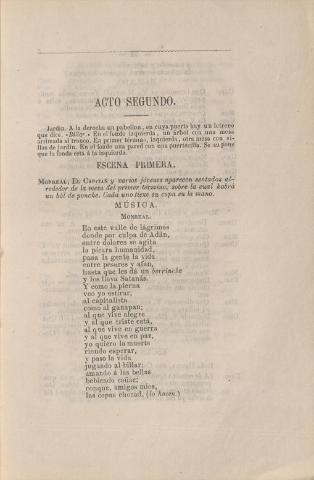 ACTO SEGUNDO.
Jardin. A la derecha un pabellon, en cuya puerta hay un letrero
que dice, «Billar.» En el fondo izquierda, un árbol con una mesa
arrimada al tronco. En primer término, izquierda, otra mesa con si-
llas de jardin. En el fondo una pared con una puertecilla. Se supone
que la fonda está á la izquierda.
ESCENA PRIMERA.
MONREAL, EL CAPITAN y varios jóvenes aparecen sentados al-
rededor de la mesa del primer término, sobre la cual habrá
un bol de ponche. Cada uno tiene su copa en la mano.
MÚSICA.
MONREAL.
En este valle de lágrimas
donde por culpa de Adán,
entre dolores se agita
la pícara humanidad,
pasa la gente la vida
entre pesares y afan,
hasta que les dá un berrinche
y los lleva Satanás.
Y como la pierna
veo yo estirar,
al capitalista
como al ganapan;
al que vive alegre
y al que triste está,
al que vive en guerra
y al que vive en paz,
yo quiero la muerte
riendo esperar,
y paso la vida
jugando al billar;
amando á las bellas
bebiendo coñac;
conque, amigos mios,
las copas chocad, (lo hacen.)